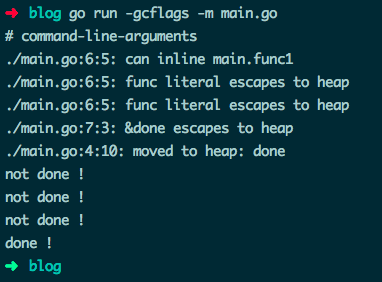 ➜ blog go run -gcflags -m main.go
# command-line-arguments
./main.go:6:5: can inline main.func1
./main.go:6:5: func literal escapes to heap
./main.go:6:5: func literal escapes to heap
./main.go:7:3: &done escapes to heap
./main.go:4:10: moved to heap: done
not done !
not done !
not done !
done !
➜ blog